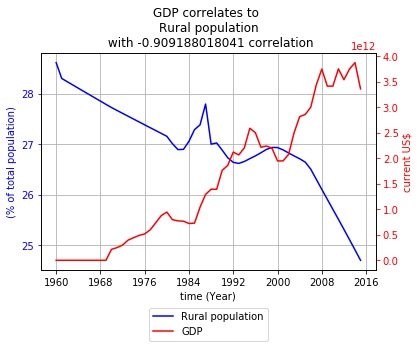 GDP correlates to
Rural population
with -0.909188018041 correlation
1e12
(% of total population)
28
27
26
25
4.0
3.5
3.0
2.5
2.0
1.5
1.0
0.5
0.0
current US$
1960 1968 1976 1984 1992 2000 2008 2016
time (Year)
Rural population
GDP